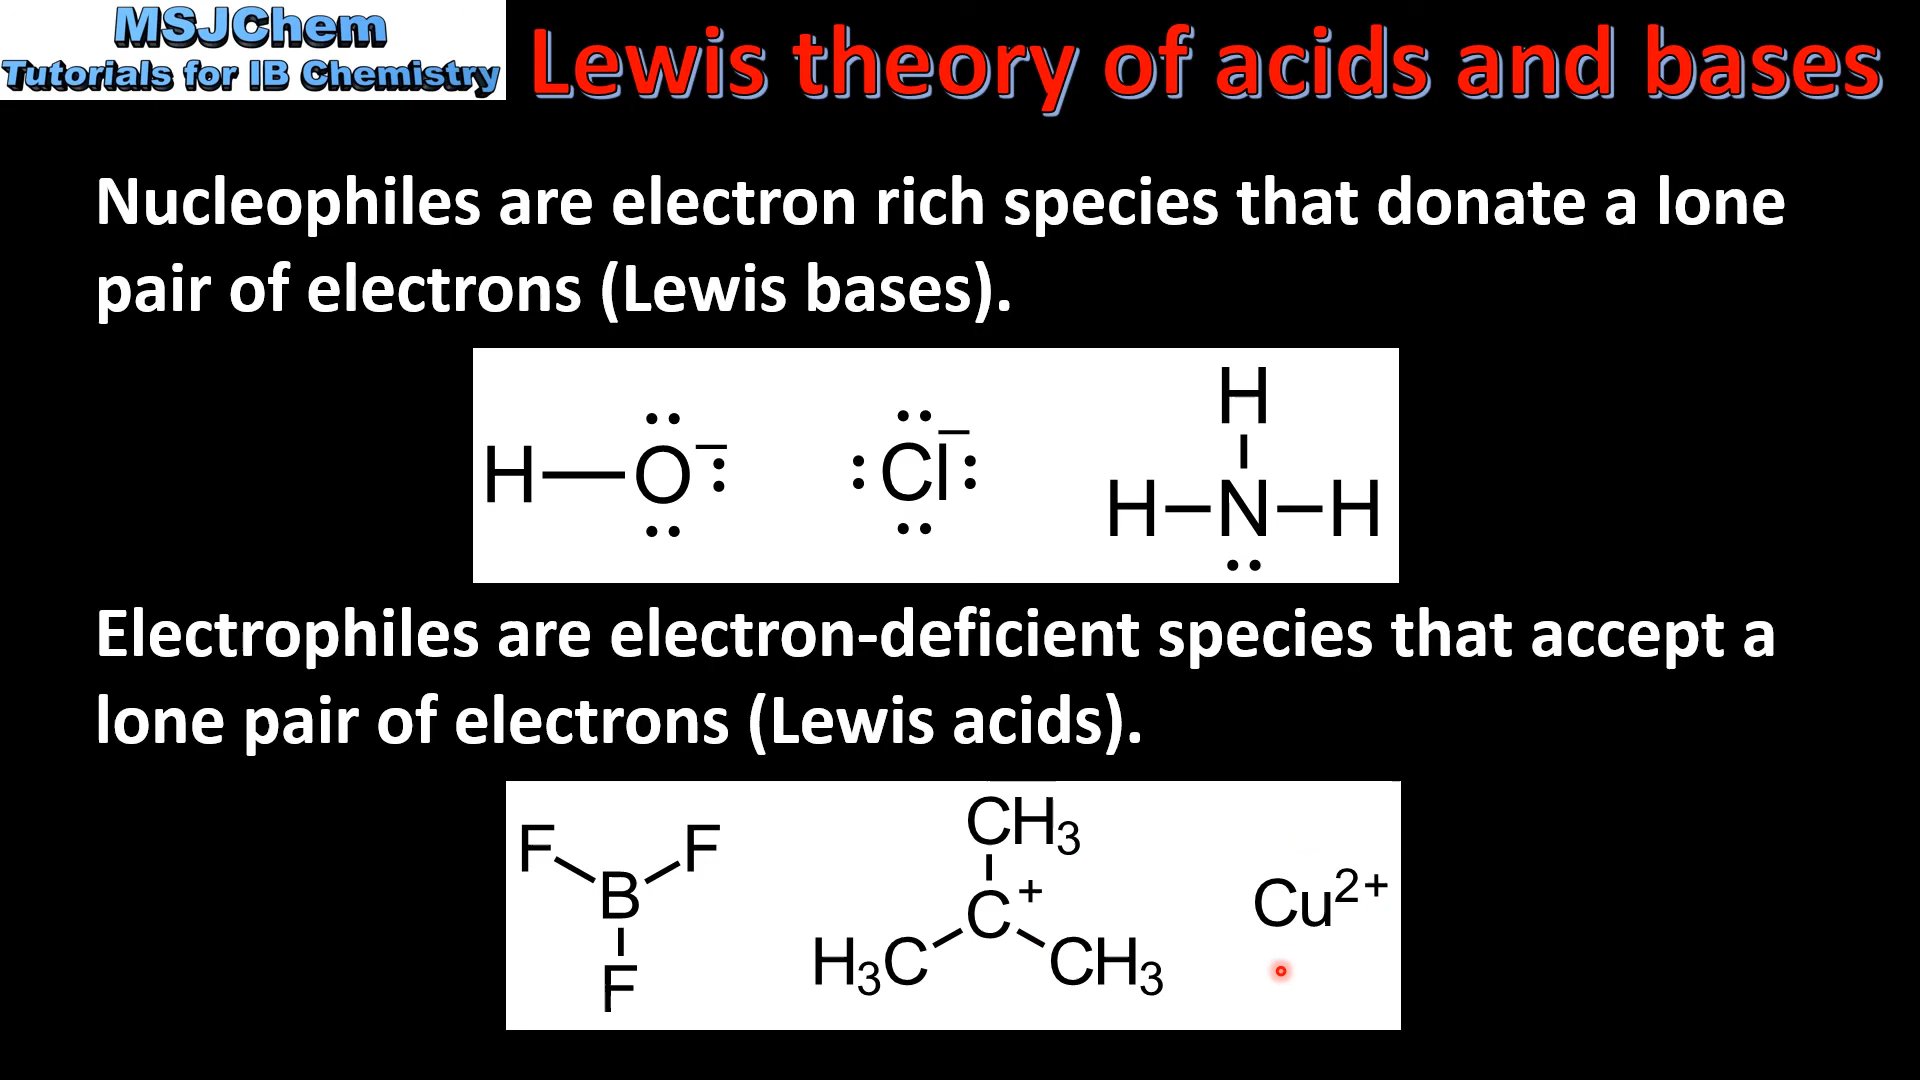 MSJChem
Tutorials for IB Chemistry
Lewis theory of acids and bases
Nucleophiles are electron rich species that donate a lone
pair of electrons (Lewis bases).
H—O⁻
Cl⁻
H
H—N—H
Electrophiles are electron-deficient species that accept a
lone pair of electrons (Lewis acids).
F F
B
F
CH₃
C⁺
H₃C CH₃
Cu²⁺